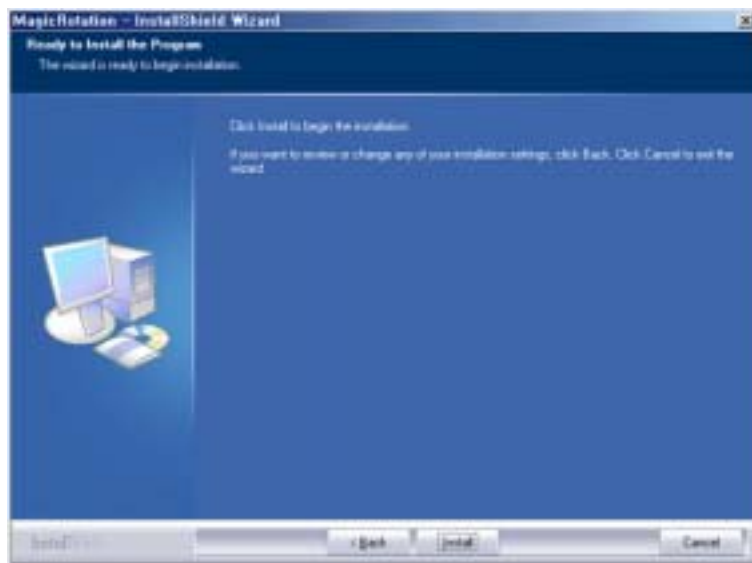 MagicRotation - InstallShield Wizard
Ready to Install the Program
The wizard is ready to begin installation.
Click Install to begin the installation.
If you want to review or change any of your installation settings, click Back. Click Cancel to exit the
wizard.
< Back
Install
Cancel